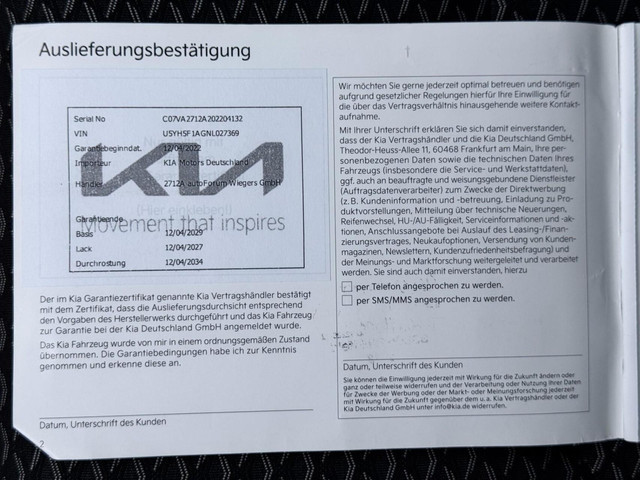 Auslieferungsbestätigung
Serial No C07VA2712A202204132
VIN U5YH5F1AGNL027369
Garantiebeginndat. 12/04/2022
Importeur KIA Motors Deutschland
Händler 2712A autoForum Wiegers GmbH
KIA
(Hier einkleben)
Garantieende
Movement that inspires
Basis 12/04/2029
Lack 12/04/2027
Durchrostung 12/04/2034
Der im Kia Garantiezertifikat genannte Kia Vertragshändler bestätigt
mit dem Zertifikat, dass die Auslieferungsdurchsicht entsprechend
den Vorgaben des Herstellerwerks durchgeführt und das Kia Fahrzeug
zur Garantie bei der Kia Deutschland GmbH angemeldet wurde.
Das Kia Fahrzeug wurde von mir in einem ordnungsgemäßen Zustand
übernommen. Die Garantiebedingungen habe ich zur Kenntnis
genommen und erkenne diese an.
Datum, Unterschrift des Kunden
2
Wir möchten Sie gerne jederzeit optimal betreuen und benötigen
aufgrund gesetzlicher Regelungen hierfür Ihre Einwilligung für
die über das Vertragsverhältnis hinausgehende weitere Kontakt-
aufnahme.
Mit Ihrer Unterschrift erklären Sie sich damit einverstanden,
dass der Kia Vertragshändler und die Kia Deutschland GmbH,
Theodor-Heuss-Allee 11, 60468 Frankfurt am Main, Ihre per-
sonenbezogenen Daten sowie die technischen Daten Ihres
Fahrzeugs (insbesondere die Service- und Werkstattdaten),
ggf. auch an beauftragte und weisungsgebundene Dienstleister
(Auftragsdatenverarbeiter) zum Zwecke der Direktwerbung
(z.B. Kundeninformation und -betreuung, Einladung zu Pro-
duktvorstellungen, Mitteilung über technische Neuerungen,
Reifenwechsel, HU-/AU-Fälligkeit, Serviceinformationen und -ak-
tionen, Anschlussangebote bei Auslauf des Leasing-/Finan-
zierungsvertrages, Neukaufoptionen, Versendung von Kunden-
magazinen, Newslettern, Kundenzufriedenheitsbefragung) und
der Meinungs- und Marktforschung weitergeleitet und verarbeitet
werden. Sie sind auch damit einverstanden, hierzu
per Telefon angesprochen zu werden.
per SMS/MMS angesprochen zu werden.
Datum, Unterschrift des Kunden
Sie können die Einwilligung jederzeit mit Wirkung für die Zukunft ändern oder
ganz oder teilweise widerrufen und der Verarbeitung oder Nutzung Ihrer Daten
für Zwecke der Werbung oder der Markt- oder Meinungsforschung jederzeit
mit Wirkung für die Zukunft gegenüber dem u. a. Kia Vertragshändler oder der
Kia Deutschland GmbH unter info@kia.de widerrufen.